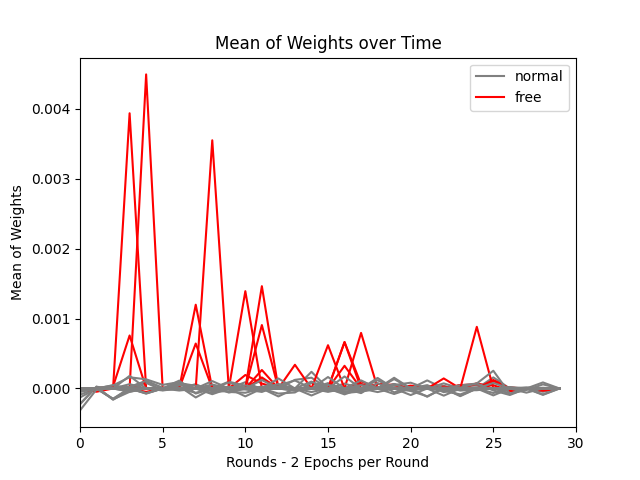 Mean of Weights over Time
normal
free
Mean of Weights
0.004
0.003
0.002
0.001
0.000
0 5 10 15 20 25 30
Rounds - 2 Epochs per Round